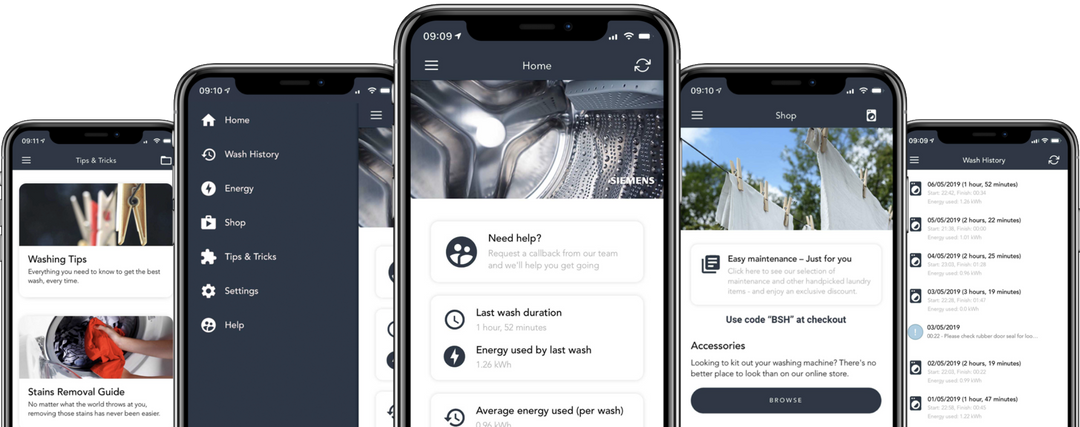 09:11
Tips & Tricks
Washing Tips
Everything you need to know to get the best
wash, every time.
Stains Removal Guide
No matter what the world throws at you,
removing those stains has never been easier.
09:10
Home
Wash History
Energy
Shop
Tips & Tricks
Settings
Help
09:09
Home
SIEMENS
Need help?
Request a callback from our team
and we'll help you get going
Last wash duration
1 hour, 52 minutes
Energy used by last wash
1.26 kWh
Average energy used (per wash)
0.96 kWh
09:10
Shop
Easy maintenance – Just for you
Click here to see our selection of
maintenance and other handpicked laundry
items - and enjoy an exclusive discount.
Use code "BSH" at checkout
Accessories
Looking to kit out your washing machine? There's no
better place to look than on our online store.
BROWSE
09:09
Wash History
06/05/2019 (1 hour, 52 minutes)
Start: 22:42, Finish: 00:34
Energy used: 1.26 kWh
05/05/2019 (2 hours, 22 minutes)
Start: 21:38, Finish: 00:00
Energy used: 1.01 kWh
04/05/2019 (2 hours, 25 minutes)
Start: 23:03, Finish: 01:28
Energy used: 0.96 kWh
03/05/2019 (3 hours, 19 minutes)
Start: 22:28, Finish: 01:47
Energy used: 0.0 kWh
03/05/2019
00:22 - Please check rubber door seal for loo...
02/05/2019 (2 hours, 19 minutes)
Start: 22:03, Finish: 00:22
Energy used: 0.99 kWh
01/05/2019 (1 hour, 47 minutes)
Start: 22:58, Finish: 00:45
Energy used: 1.22 kWh